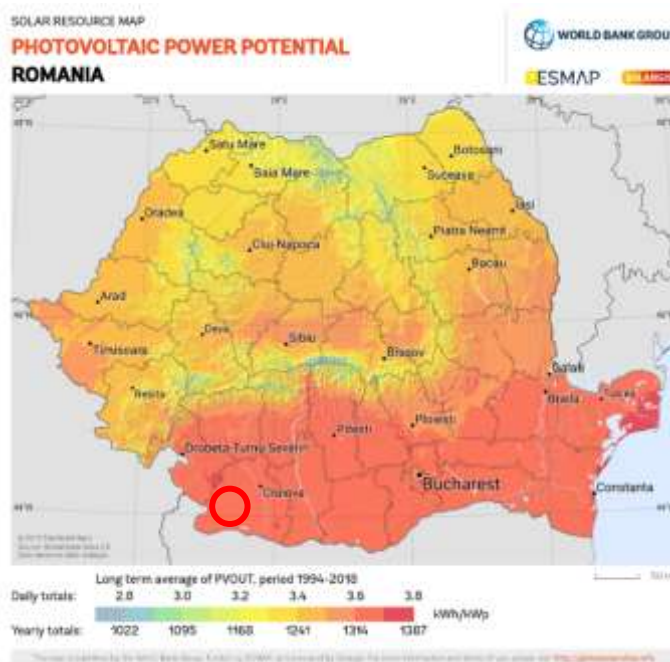 SOLAR RESOURCE MAP
PHOTOVOLTAIC POWER POTENTIAL
ROMANIA
WORLD BANK GROU
ESMAP
SOLARGIS
Satu Mare
Baia Mare
Botosani
Suceava
Oradea
Iasi
Cluj-Napoca
Piatra Neamt
Bacau
Arad
Deva
Sibiu
Timisoara
Brasov
Resita
Galati
Braila
Tulcea
Ploiesti
Pitesti
Drobeta-Turnu Severin
Craiova
Bucharest
Constanta
Long term average of PVOUT, period 1994-2018
Daily totals: 2.8 3.0 3.2 3.4 3.6 3.8
kWh/kWp
Yearly totals: 1022 1095 1168 1241 1314 1387